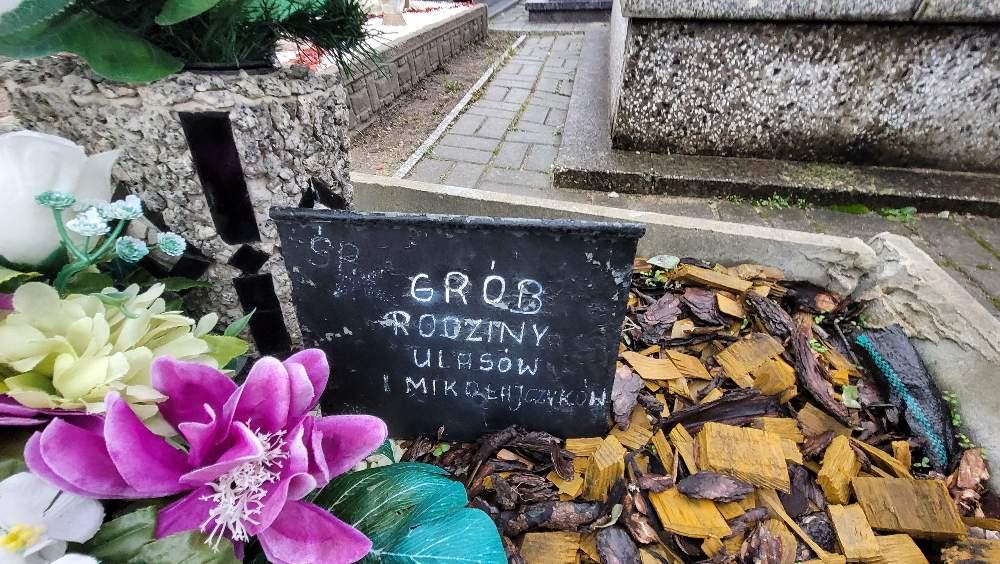 Śp
GRÓB
RODZINY
ULASÓW
I MIKOŁAJCZYKÓW